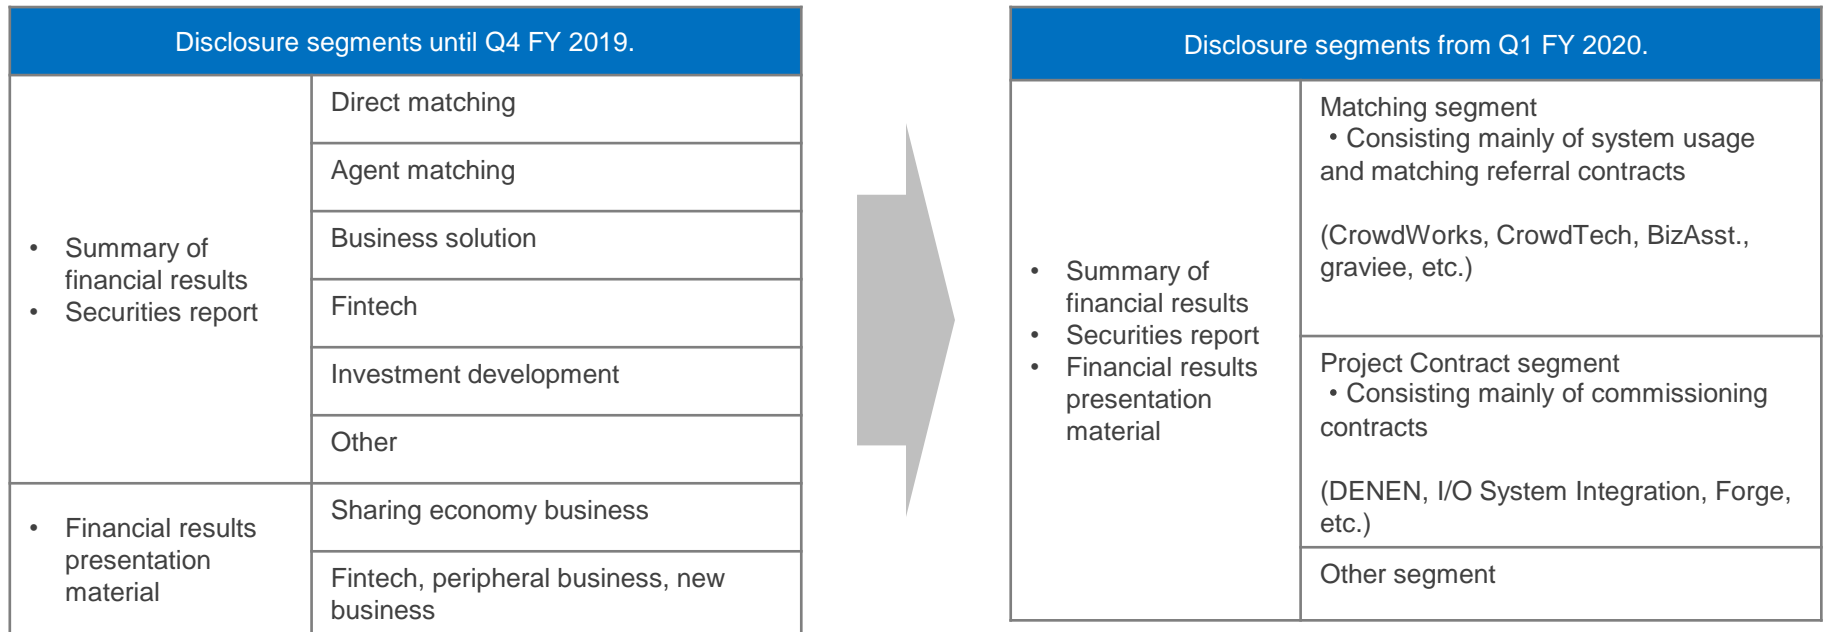 Disclosure segments until Q4 FY 2019.
• Summary of
financial results
• Securities report
Direct matching
Agent matching
Business solution
Fintech
Investment development
Other
• Financial results
presentation
material
Sharing economy business
Fintech, peripheral business, new
business
Disclosure segments from Q1 FY 2020.
• Summary of
financial results
• Securities report
• Financial results
presentation
material
Matching segment
・Consisting mainly of system usage
and matching referral contracts
(CrowdWorks, CrowdTech, BizAsst.,
graviee, etc.)
Project Contract segment
・Consisting mainly of commissioning
contracts
(DENEN, I/O System Integration, Forge,
etc.)
Other segment